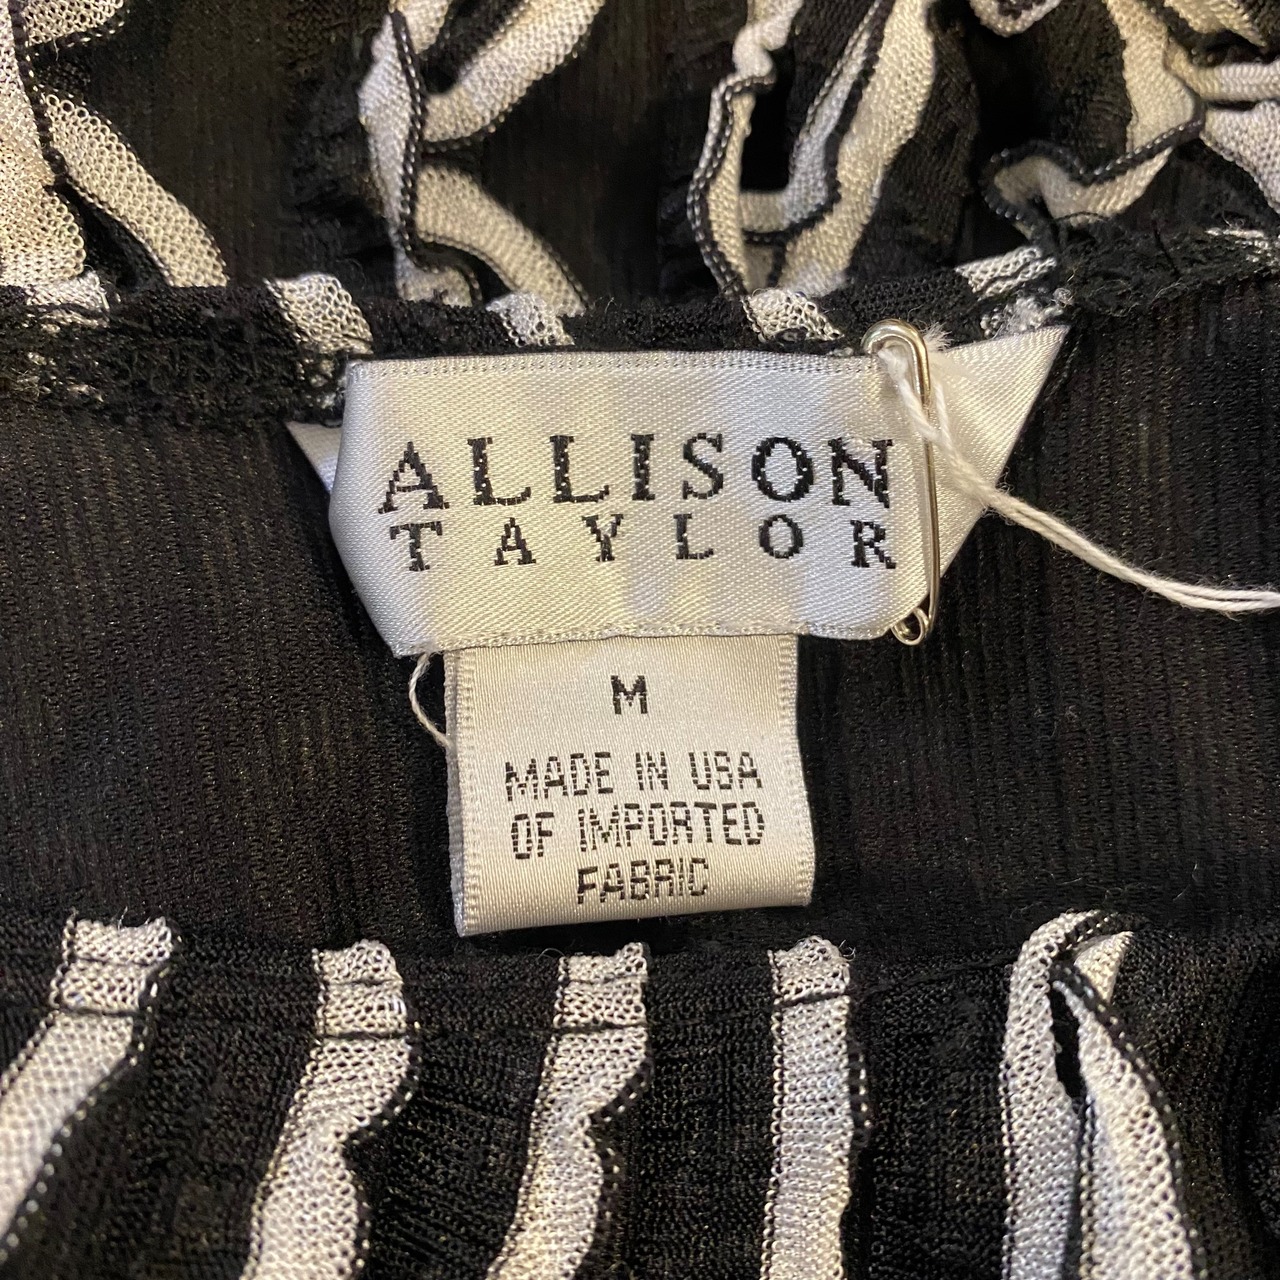 ALLISON
TAYLOR
M
MADE IN USA
OF IMPORTED
FABRIC